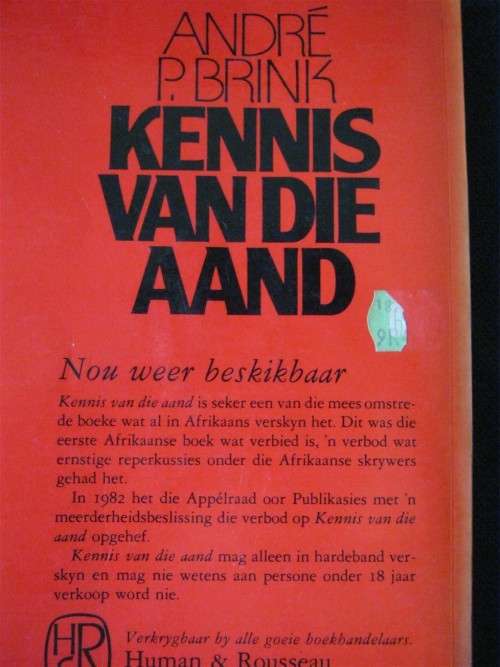 ANDRÉ
P. BRINK
KENNIS
VAN DIE
AAND
Nou weer beskikbaar
Kennis van die aand is seker een van die mees omstre-
de boeke wat al in Afrikaans verskyn het. Dit was die
eerste Afrikaanse boek wat verbied is, 'n verbod wat
ernstige reperkussies onder die Afrikaanse skrywers
gehad het.
In 1982 het die Appélraad oor Publikasies met 'n
meerderheidsbeslissing die verbod op Kennis van die
aand opgehef.
Kennis van die aand mag alleen in hardeband ver-
skyn en mag nie wetens aan persone onder 18 jaar
verkoop word nie.
HR
Verkrygbaar by alle goeie boekhandelaars.
Human & Rousseau